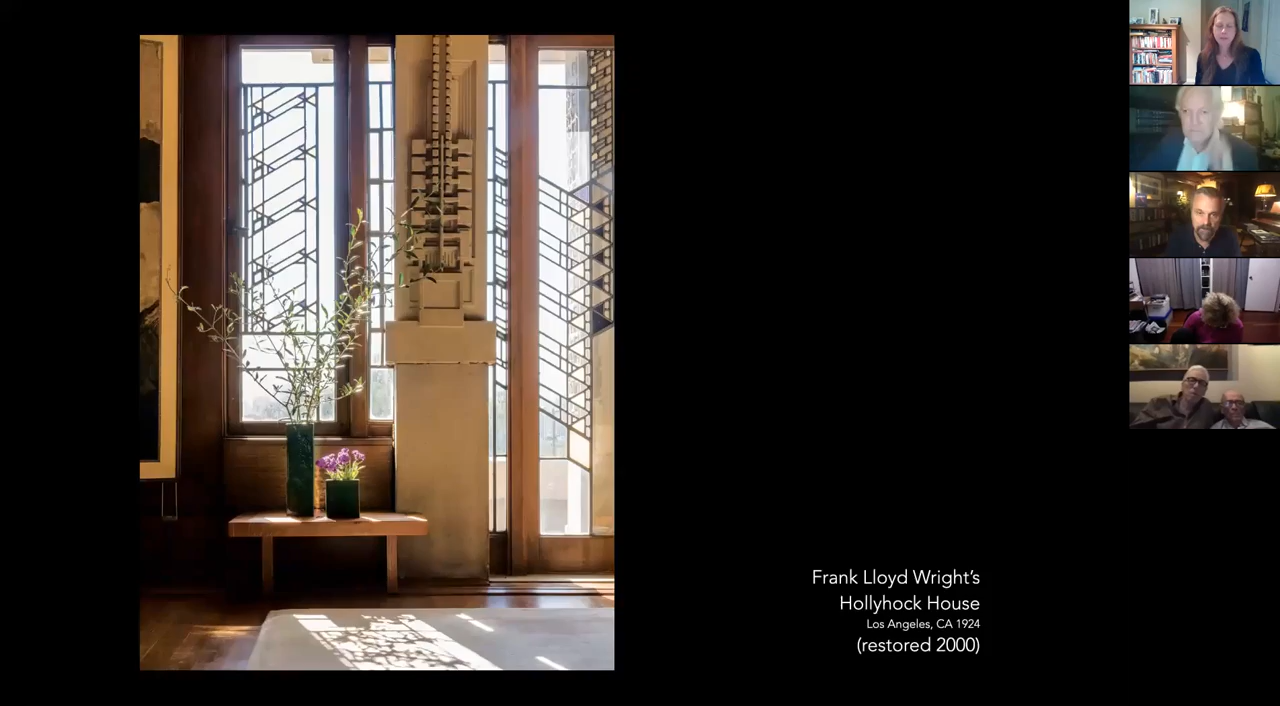 Frank Lloyd Wright's
Hollyhock House
Los Angeles, CA 1924
(restored 2000)